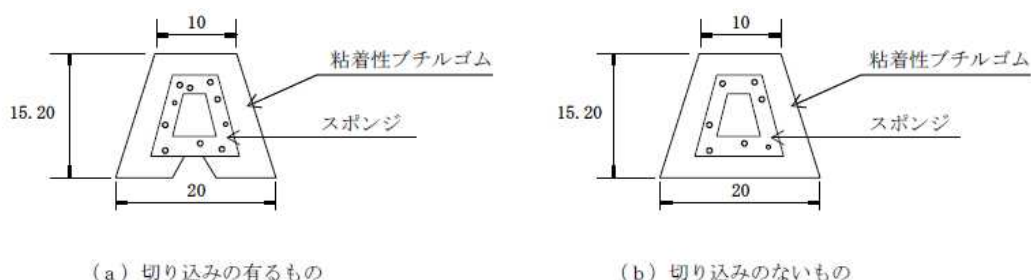 10
粘着性ブチルゴム
15.20
スポンジ
20
(a) 切り込みの有るもの
10
粘着性ブチルゴム
15.20
スポンジ
20
(b) 切り込みのないもの